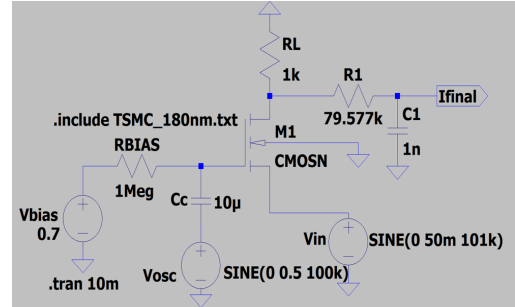 RL
1k
R1
Ifinal
79.577k
C1
1n
.include TSMC_180nm.txt
M1
RBIAS
CMOSN
1Meg
Cc
10µ
Vbias
0.7
Vin
SINE(0 50m 101k)
.tran 10m
Vosc
SINE(0 0.5 100k)